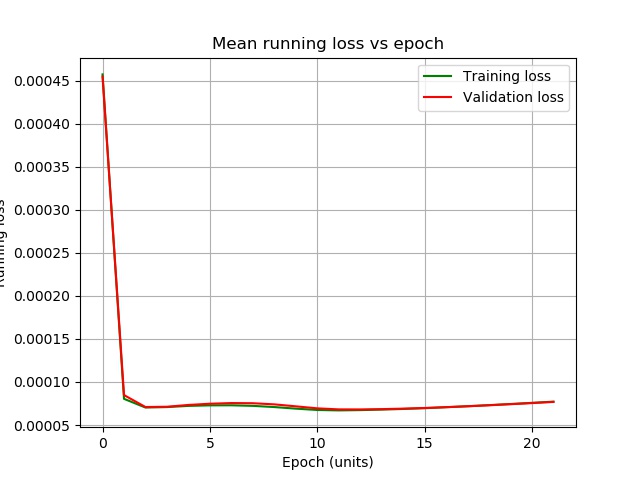 Mean running loss vs epoch
Training loss
Validation loss
0.00045
0.00040
0.00035
0.00030
0.00025
0.00020
0.00015
0.00010
0.00005
Running loss
0 5 10 15 20
Epoch (units)